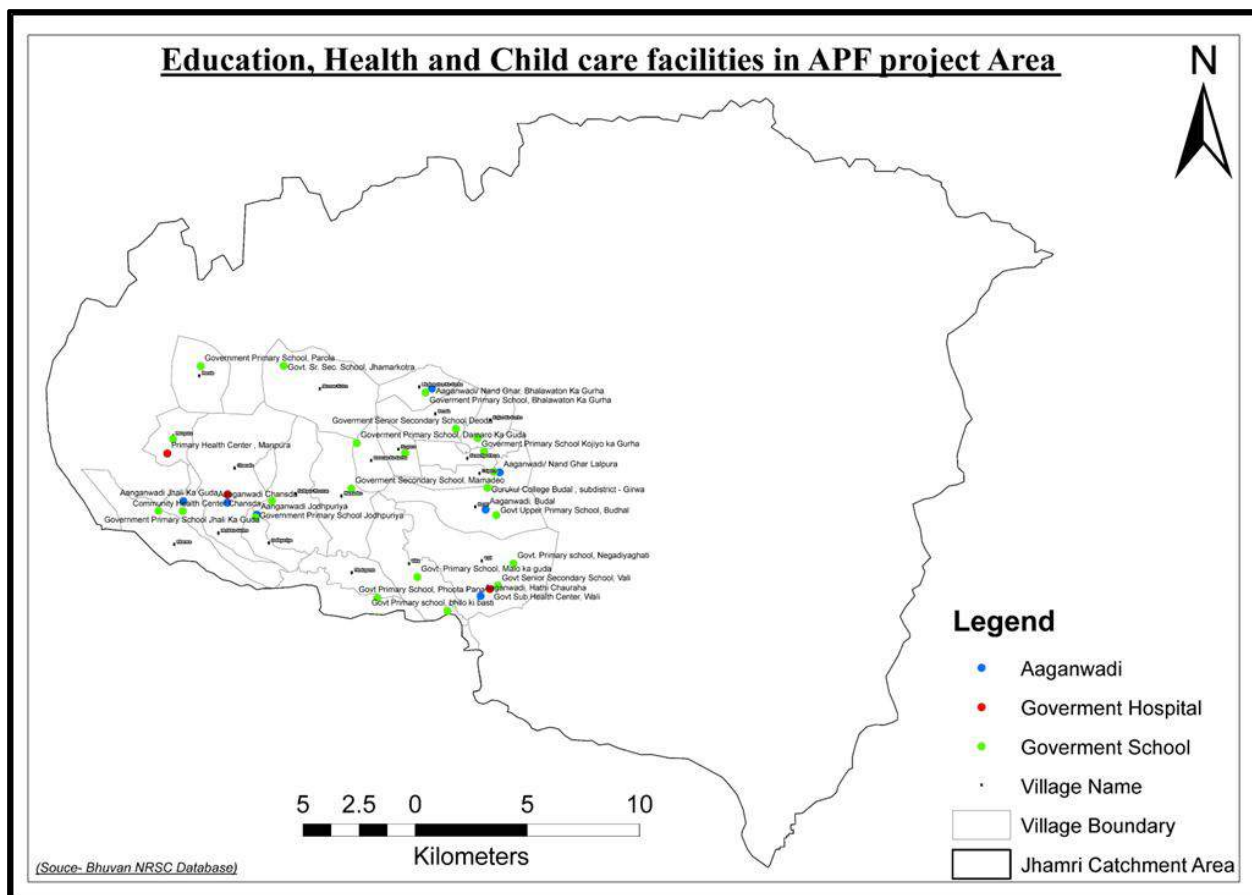 Education, Health and Child care facilities in APF project Area
N
Government Primary School, Parola
Govt. Sr. Sec. School, Jhamarkotra
Aaganwadi/ Nand Ghar, Bhalawaton Ka Gurha
Goverment Primary School, Bhalawaton Ka Gurha
Goverment Senior Secondary School Deoda
Goverment Primary School, Damaro Ka Guda
Goverment Primary School Kojiyo ka Gurha
Primary Health Center , Manpura
Aaganwadi/ Nand Ghar Lalpura
Goverment Secondary School, Mamadeo
Gurukul College Budal , subdistrict - Girwa
Aanganwadi Jhali Ka Guda
Aanganwadi Chansda
Community Health Center Chansda
Aanganwadi Jodhpuriya
Aaganwadi, Budal
Government Primary School Jhali Ka Guda
Government Primary School Jodhpuriya
Govt Upper Primary School, Budhal
Govt. Primary school, Negadiyaghati
Govt. Primary School, Malo ka guda
Govt Senior Secondary School, Vali
Govt Primary School, Phoota
Aaganwadi, Hathi Chauraha
Govt Sub Health Center, Wali
Govt Primary school, bhilo ki basti
Legend
Aaganwadi
Goverment Hospital
Goverment School
Village Name
Village Boundary
Jhamri Catchment Area
5 2.5 0 5 10
Kilometers
(Souce- Bhuvan NRSC Database)